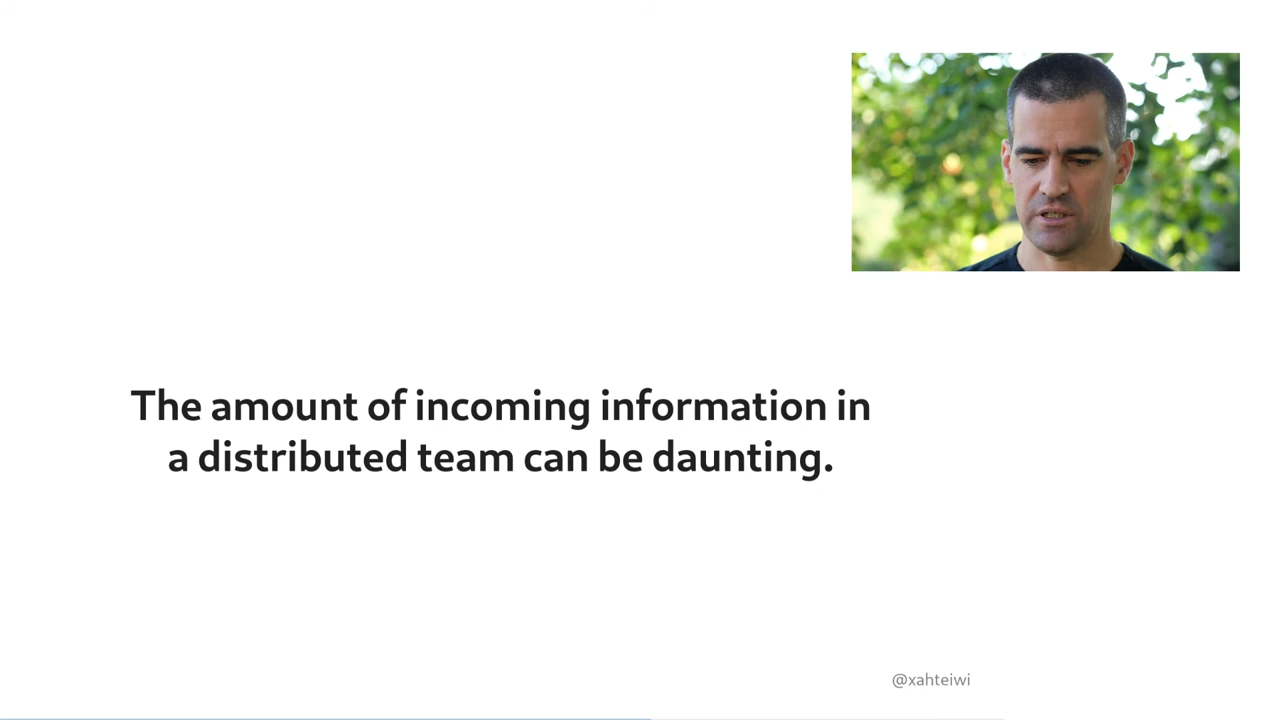 The amount of incoming information in
a distributed team can be daunting.
@xahteiwi